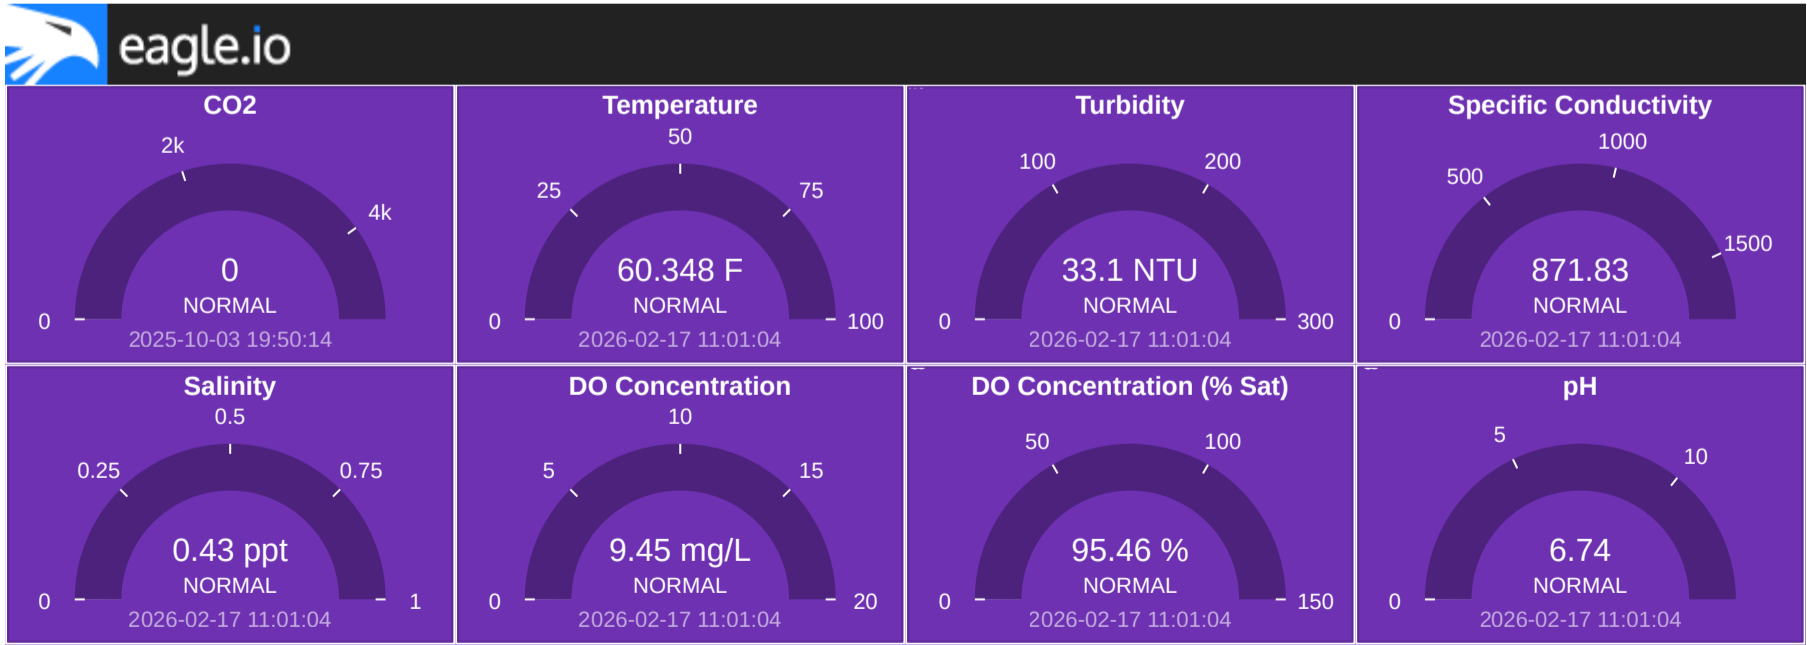 eagle.io
CO2
2k
4k
0
0
NORMAL
2025-10-03 19:50:14
Temperature
50
25
75
60.348 F
NORMAL
0
100
2026-02-17 11:01:04
Turbidity
100
200
33.1 NTU
NORMAL
0
300
2026-02-17 11:01:04
Specific Conductivity
1000
500
1500
871.83
NORMAL
0
2026-02-17 11:01:04
Salinity
0.5
0.25
0.75
0.43 ppt
NORMAL
0
1
2026-02-17 11:01:04
DO Concentration
10
5
15
9.45 mg/L
NORMAL
0
20
2026-02-17 11:01:04
DO Concentration (% Sat)
50
100
95.46 %
NORMAL
0
150
2026-02-17 11:01:04
pH
5
10
6.74
NORMAL
0
2026-02-17 11:01:04